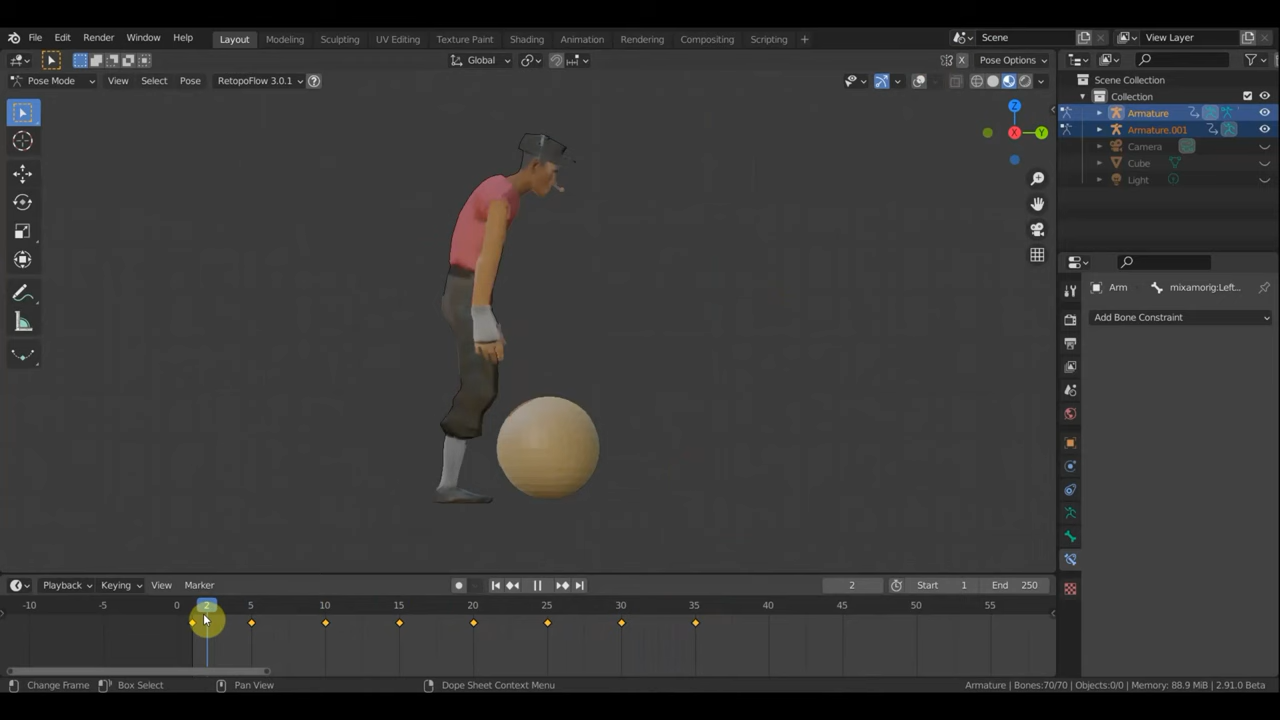 File Edit Render Window Help Layout Modeling Sculpting UV Editing Texture Paint Shading Animation Rendering Compositing Scripting + Scene View Layer
Global Pose Options
Pose Mode View Select Pose RetopoFlow 3.0.1 ? Scene Collection
Collection
Z Armature
X Y Armature.001
Camera
Cube
Light
Arm mixamorig:Left...
Add Bone Constraint
Playback Keying View Marker 2 Start 1 End 250
-10 -5 0 2 5 10 15 20 25 30 35 40 45 50 55
Change Frame Box Select Pan View Dope Sheet Context Menu Armature | Bones:70/70 | Objects:0/0 | Memory: 88.9 MiB | 2.91.0 Beta